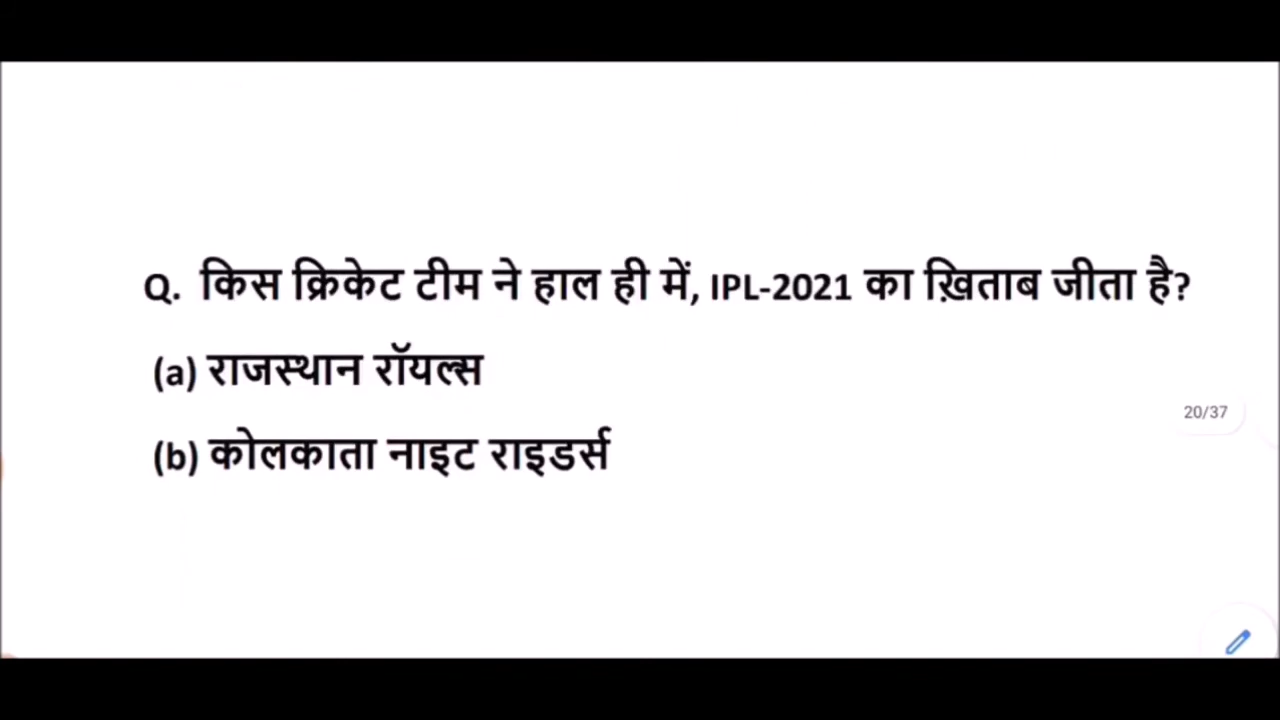 Q. किस क्रिकेट टीम ने हाल ही में, IPL-2021 का ख़िताब जीता है?
(a) राजस्थान रॉयल्स
(b) कोलकाता नाइट राइडर्स
20/37